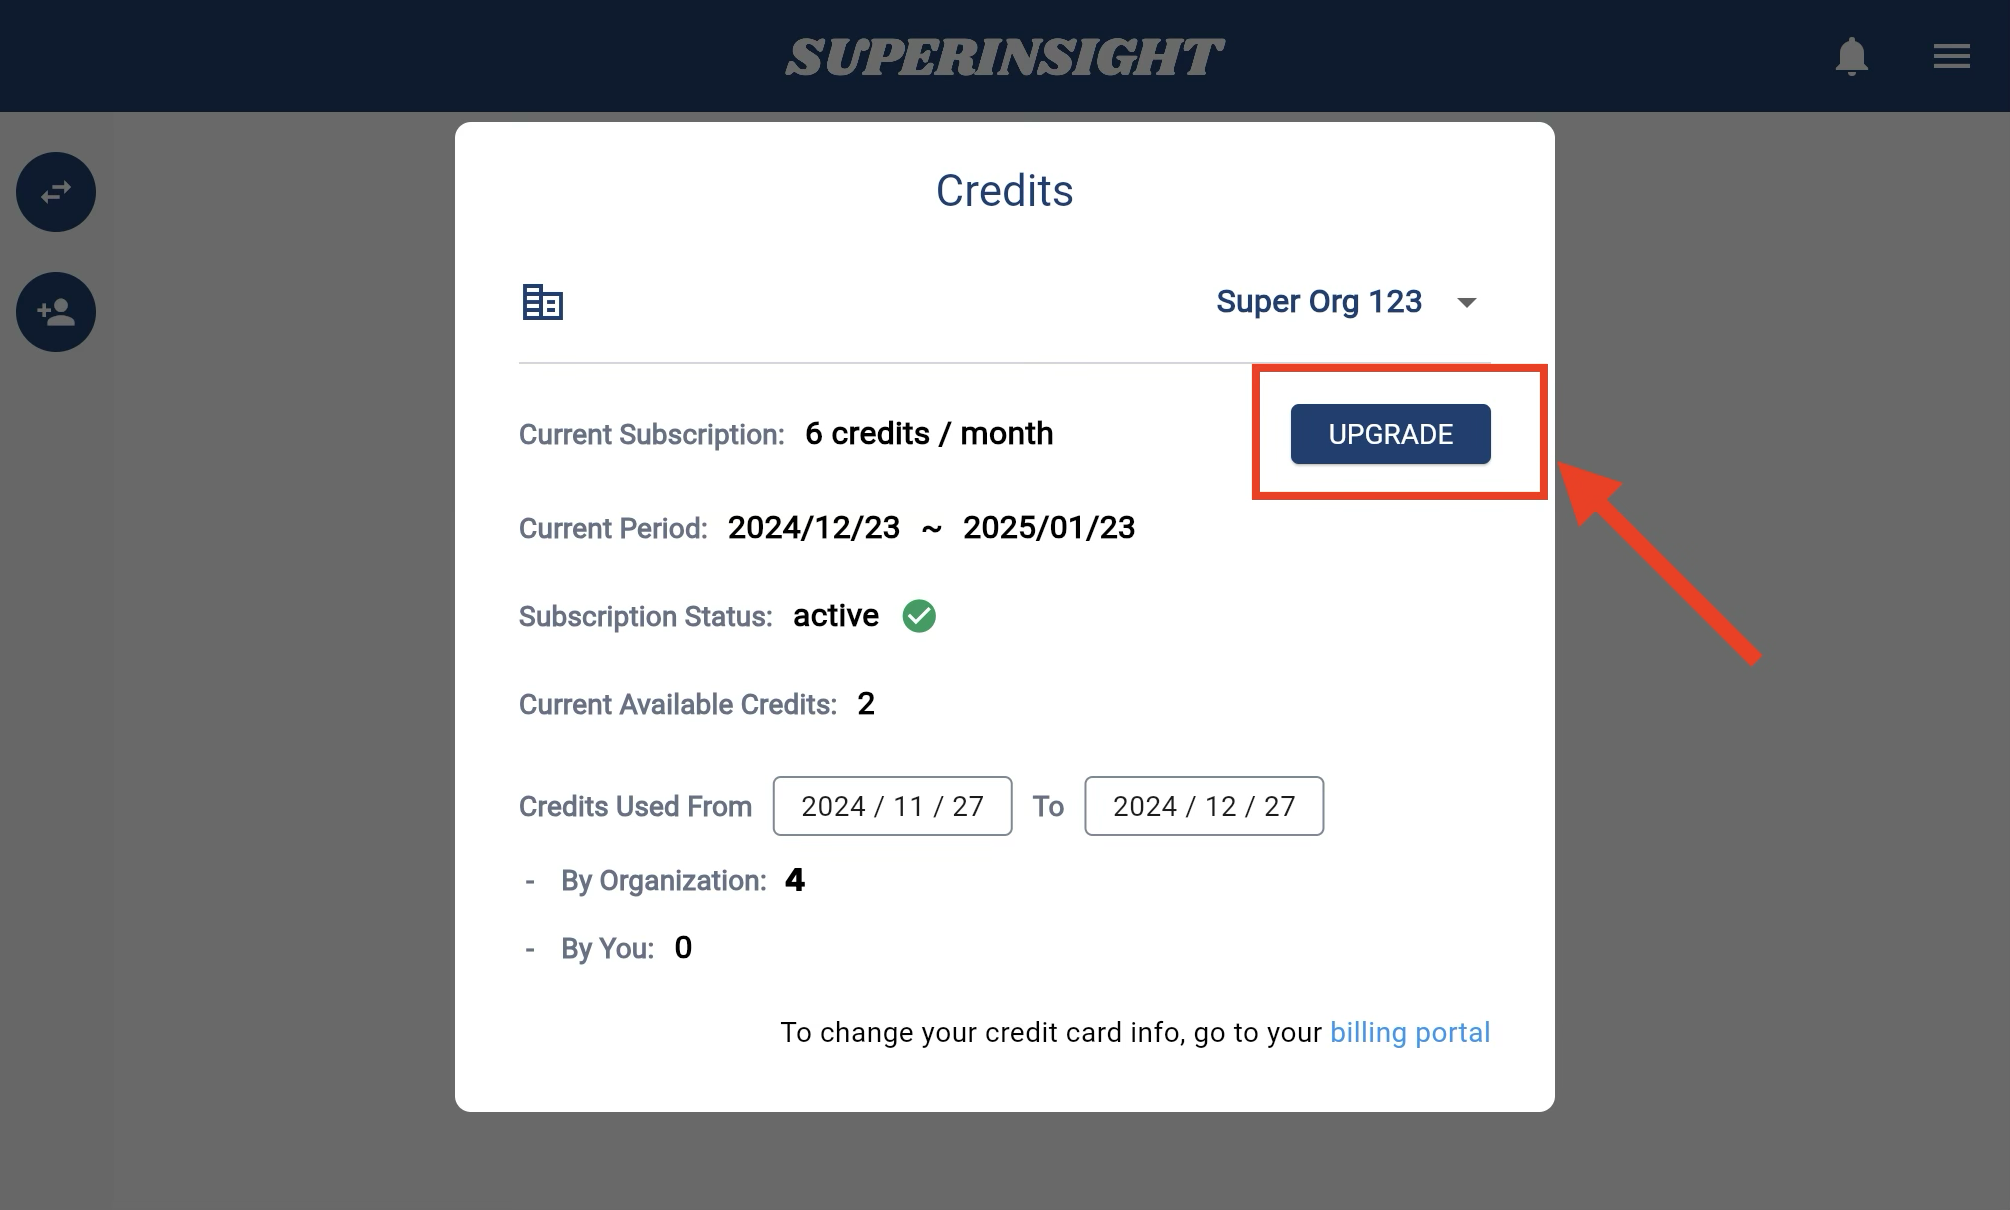 SUPERINSIGHT
Credits
Super Org 123
Current Subscription: 6 credits / month
UPGRADE
Current Period: 2024/12/23 ~ 2025/01/23
Subscription Status: active
Current Available Credits: 2
Credits Used From 2024 / 11 / 27 To 2024 / 12 / 27
- By Organization: 4
- By You: 0
To change your credit card info, go to your billing portal